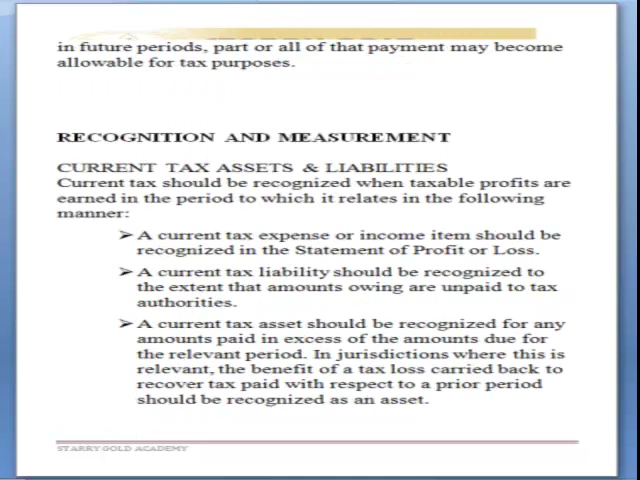 in future periods, part or all of that payment may become
allowable for tax purposes.
RECOGNITION AND MEASUREMENT
CURRENT TAX ASSETS & LIABILITIES
Current tax should be recognized when taxable profits are
earned in the period to which it relates in the following
manner:
➢ A current tax expense or income item should be
recognized in the Statement of Profit or Loss.
➢ A current tax liability should be recognized to
the extent that amounts owing are unpaid to tax
authorities.
➢ A current tax asset should be recognized for any
amounts paid in excess of the amounts due for
the relevant period. In jurisdictions where this is
relevant, the benefit of a tax loss carried back to
recover tax paid with respect to a prior period
should be recognized as an asset.
STARRY GOLD ACADEMY